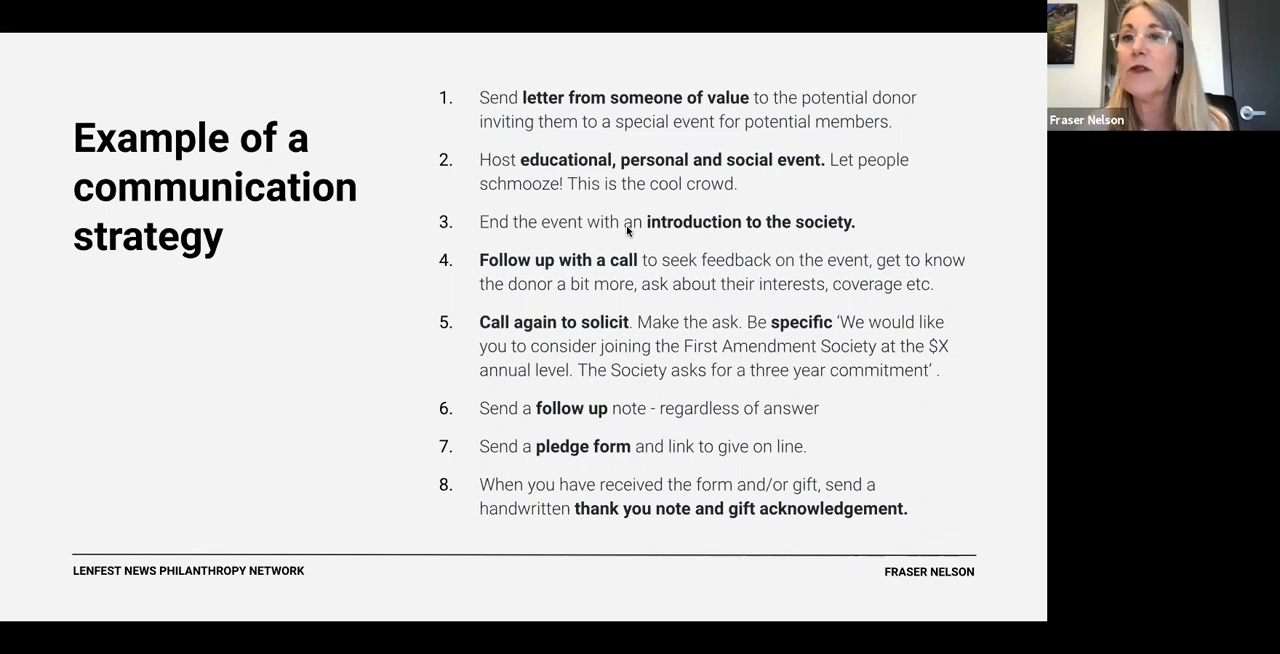 Example of a
communication
strategy
1. Send letter from someone of value to the potential donor
inviting them to a special event for potential members.
2. Host educational, personal and social event. Let people
schmooze! This is the cool crowd.
3. End the event with an introduction to the society.
4. Follow up with a call to seek feedback on the event, get to know
the donor a bit more, ask about their interests, coverage etc.
5. Call again to solicit. Make the ask. Be specific ‘We would like
you to consider joining the First Amendment Society at the $X
annual level. The Society asks for a three year commitment’ .
6. Send a follow up note - regardless of answer
7. Send a pledge form and link to give on line.
8. When you have received the form and/or gift, send a
handwritten thank you note and gift acknowledgement.
LENFEST NEWS PHILANTHROPY NETWORK
FRASER NELSON
Fraser Nelson